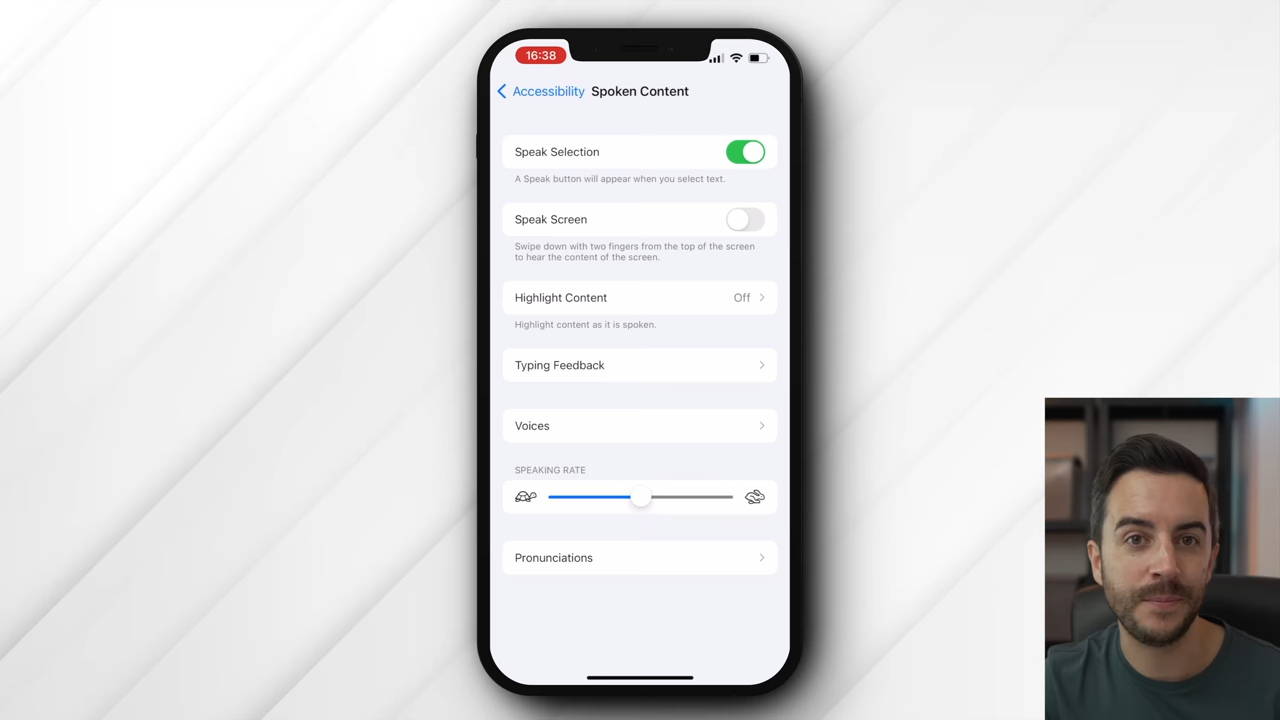 16:38
Accessibility Spoken Content
Speak Selection
A Speak button will appear when you select text.
Speak Screen
Swipe down with two fingers from the top of the screen
to hear the content of the screen.
Highlight Content Off
Highlight content as it is spoken.
Typing Feedback
Voices
SPEAKING RATE
Pronunciations